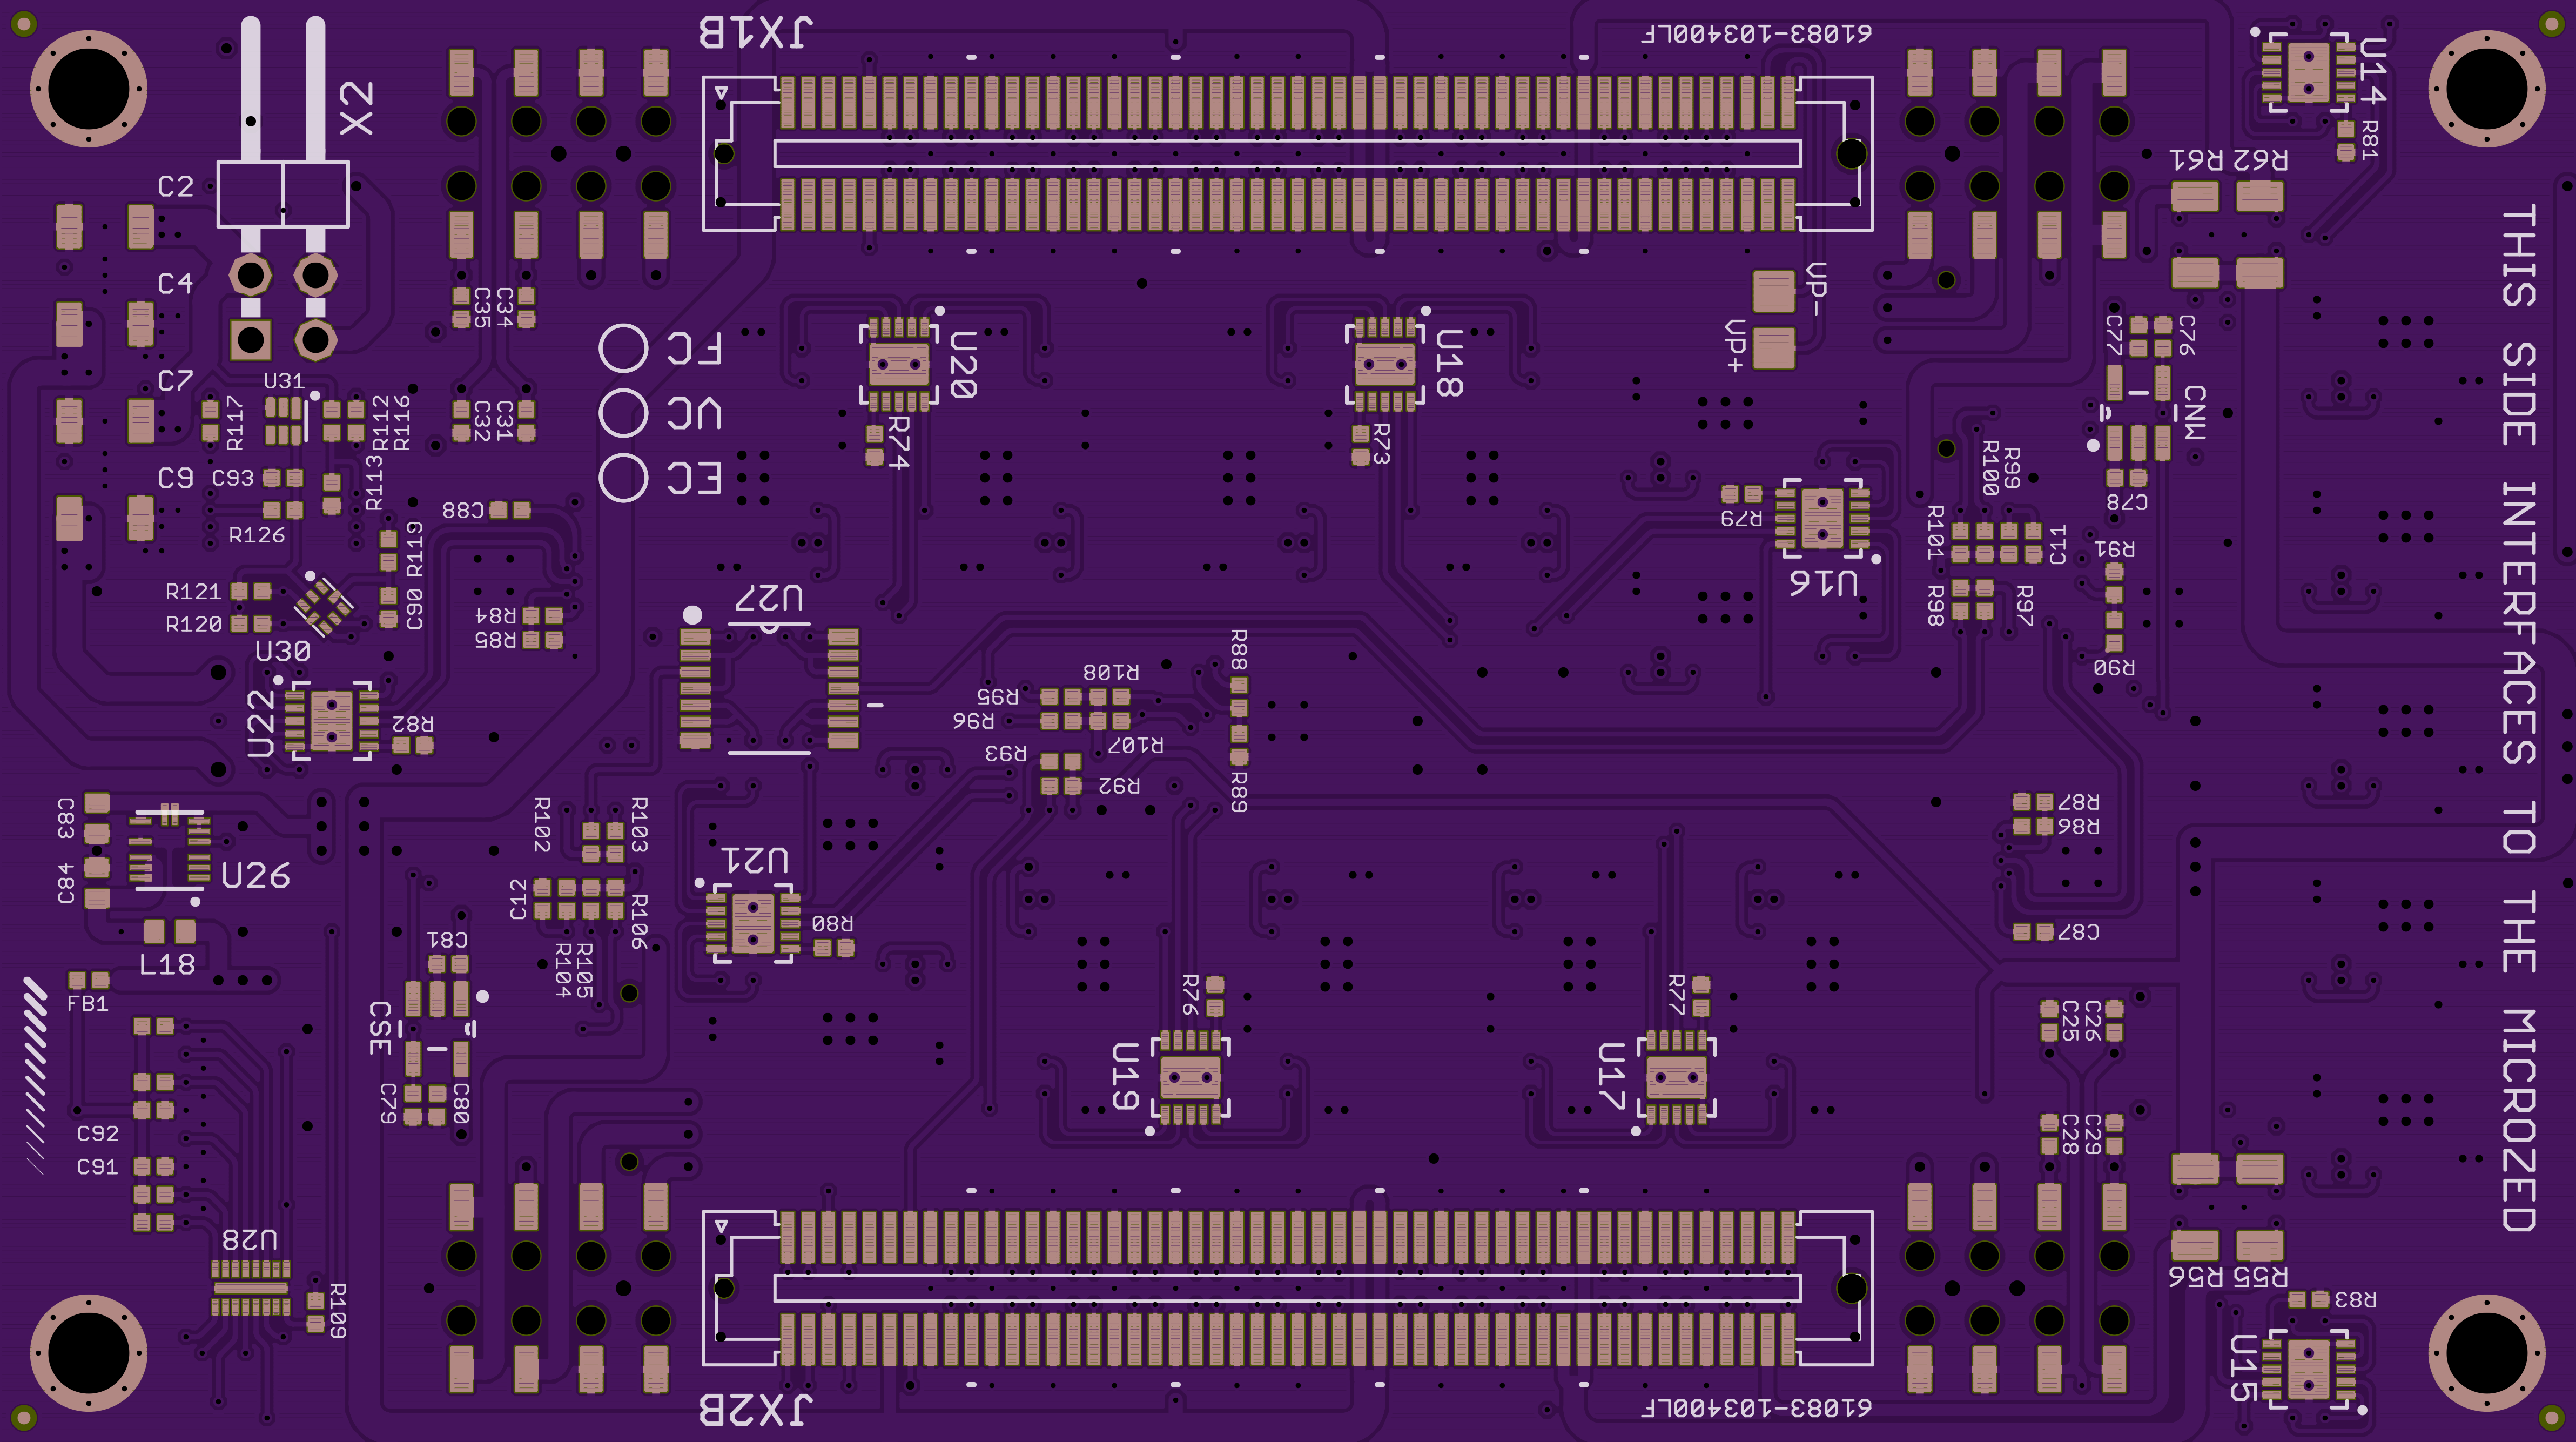 JX1B
61083-103400LF
U14
X2
R81
C2
R61 R62
THIS SIDE INTERFACES TO THE MICROZED
C4
VP-
C35
C34
VP+
C77
C76
FC
U20
U18
C7
U31
VC
CNM
R117
R112
R116
C32
C31
R74
R73
C9
C93
R113
EC
R100
R99
C78
C88
R79
R126
R119
R101
C11
R91
R121
R120
C90
R84
R85
U27
U16
R98
R97
U30
R88
R90
R108
R95
U22
R82
R96
R107
R93
R92
R89
C83
R102
R103
R87
R86
U26
U21
C84
C12
R106
R80
C87
C81
L18
R104
R105
FB1
R76
R77
CSE
C25
C26
C79
C80
U19
U17
C92
C28
C29
C91
U28
R109
R56 R55
R83
U15
JX2B
61083-103400LF